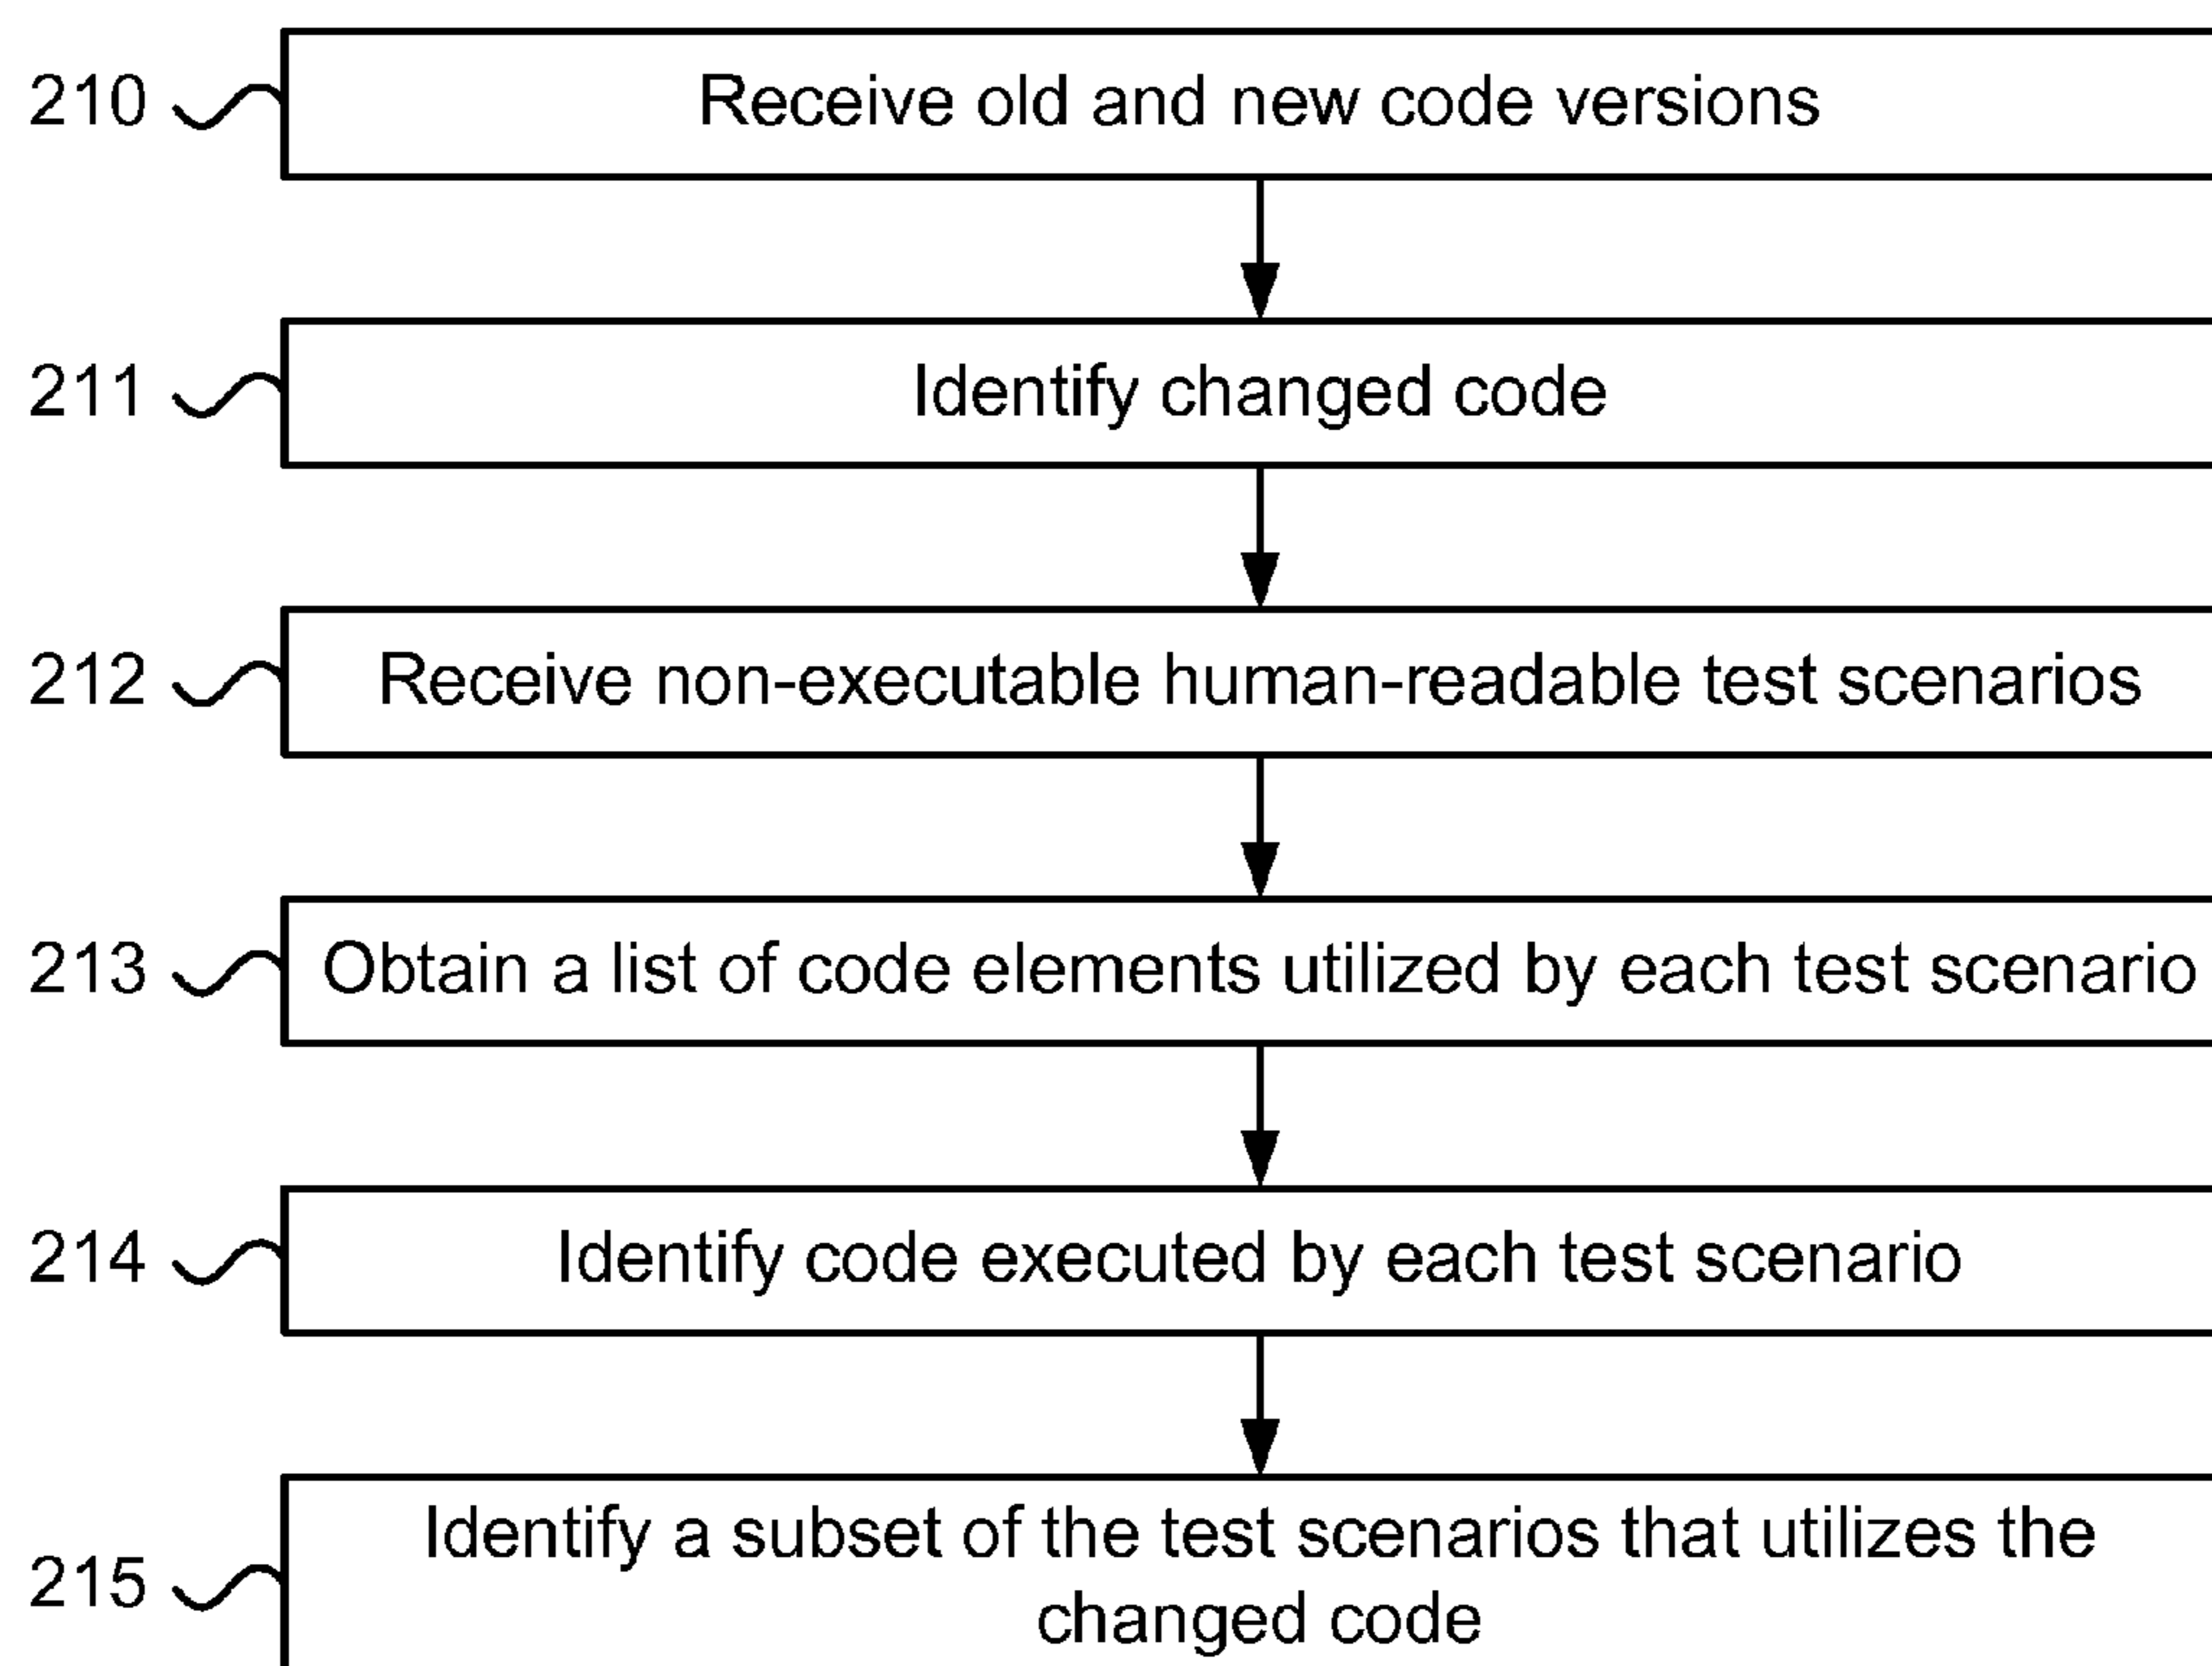 210 Receive old and new code versions
211 Identify changed code
212 Receive non-executable human-readable test scenarios
213 Obtain a list of code elements utilized by each test scenario
214 Identify code executed by each test scenario
215 Identify a subset of the test scenarios that utilizes the
changed code